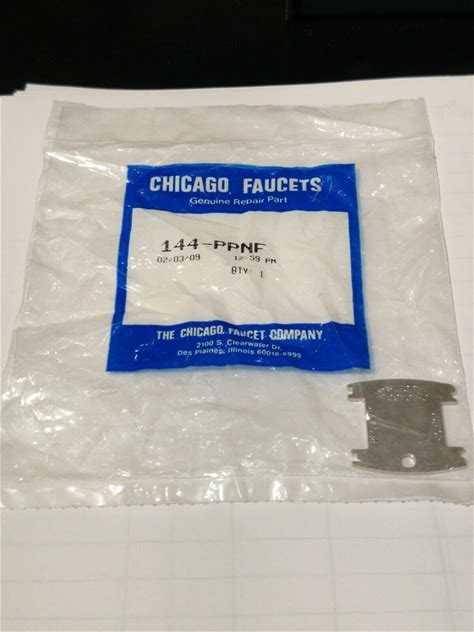 CHICAGO FAUCETS
Genuine Repair Part
144-PPNF
02/03/09 12:59 PM
QTY: 1
THE CHICAGO FAUCET COMPANY
2100 S. Clearwater Dr.
Des Plaines, Illinois 60018-5999